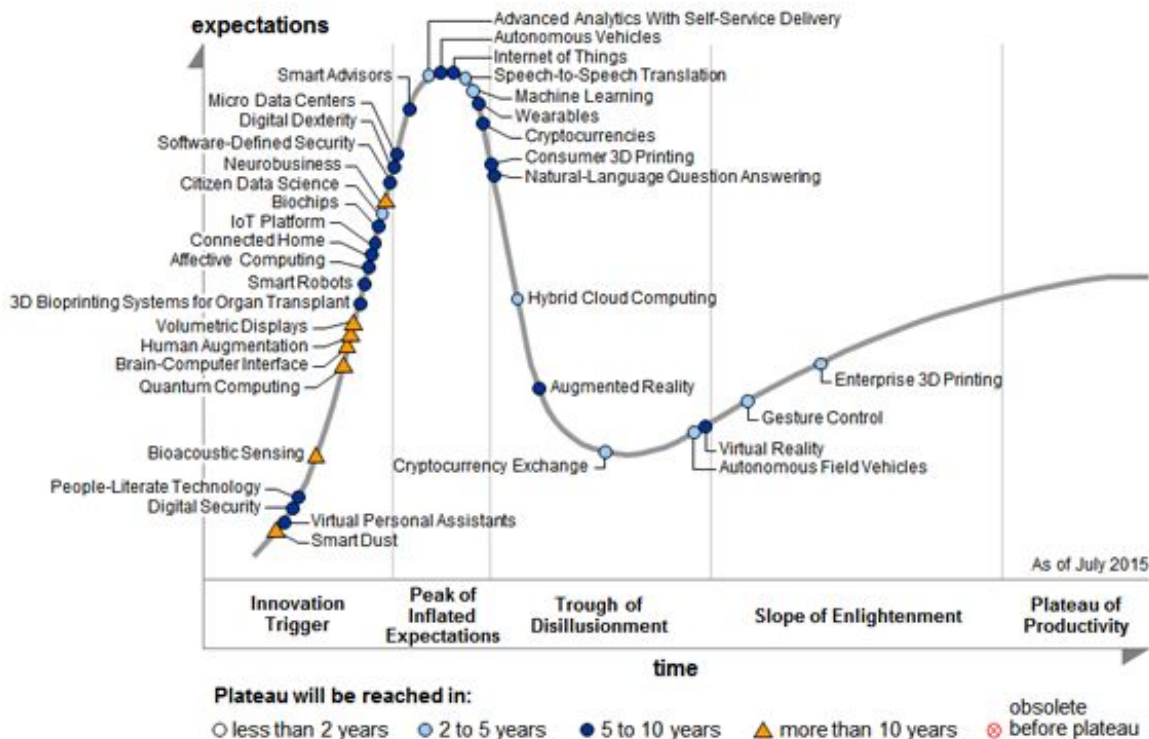 expectations
Advanced Analytics With Self-Service Delivery
Autonomous Vehicles
Internet of Things
Speech-to-Speech Translation
Machine Learning
Wearables
Cryptocurrencies
Consumer 3D Printing
Natural-Language Question Answering
Smart Advisors
Micro Data Centers
Digital Dexterity
Software-Defined Security
Neurobusiness
Citizen Data Science
Biochips
IoT Platform
Connected Home
Affective Computing
Smart Robots
3D Bioprinting Systems for Organ Transplant
Volumetric Displays
Human Augmentation
Brain-Computer Interface
Quantum Computing
Bioacoustic Sensing
People-Literate Technology
Digital Security
Virtual Personal Assistants
Smart Dust
Hybrid Cloud Computing
Augmented Reality
Cryptocurrency Exchange
Enterprise 3D Printing
Gesture Control
Virtual Reality
Autonomous Field Vehicles
As of July 2015
Innovation
Trigger
Peak of
Inflated
Expectations
Trough of
Disillusionment
Slope of Enlightenment
Plateau of
Productivity
time
Plateau will be reached in:
less than 2 years
2 to 5 years
5 to 10 years
more than 10 years
obsolete
before plateau